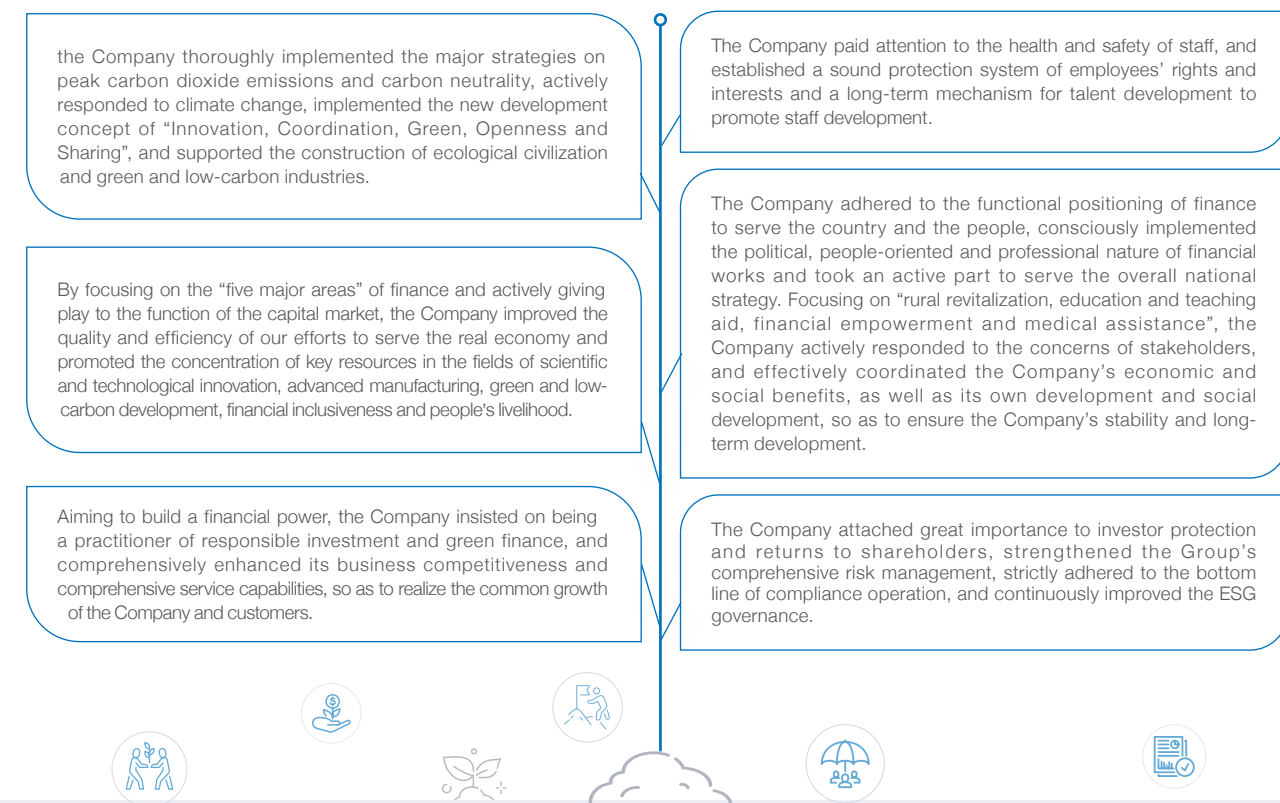 the Company thoroughly implemented the major strategies on
peak carbon dioxide emissions and carbon neutrality, actively
responded to climate change, implemented the new development
concept of “Innovation, Coordination, Green, Openness and
Sharing”, and supported the construction of ecological civilization
and green and low-carbon industries.
By focusing on the “five major areas” of finance and actively giving
play to the function of the capital market, the Company improved the
quality and efficiency of our efforts to serve the real economy and
promoted the concentration of key resources in the fields of scientific
and technological innovation, advanced manufacturing, green and low-
carbon development, financial inclusiveness and people’s livelihood.
Aiming to build a financial power, the Company insisted on being
a practitioner of responsible investment and green finance, and
comprehensively enhanced its business competitiveness and
comprehensive service capabilities, so as to realize the common growth
of the Company and customers.
The Company paid attention to the health and safety of staff, and
established a sound protection system of employees’ rights and
interests and a long-term mechanism for talent development to
promote staff development.
The Company adhered to the functional positioning of finance
to serve the country and the people, consciously implemented
the political, people-oriented and professional nature of financial
works and took an active part to serve the overall national
strategy. Focusing on “rural revitalization, education and teaching
aid, financial empowerment and medical assistance”, the
Company actively responded to the concerns of stakeholders,
and effectively coordinated the Company’s economic and
social benefits, as well as its own development and social
development, so as to ensure the Company’s stability and long-
term development.
The Company attached great importance to investor protection
and returns to shareholders, strengthened the Group’s
comprehensive risk management, strictly adhered to the bottom
line of compliance operation, and continuously improved the ESG
governance.